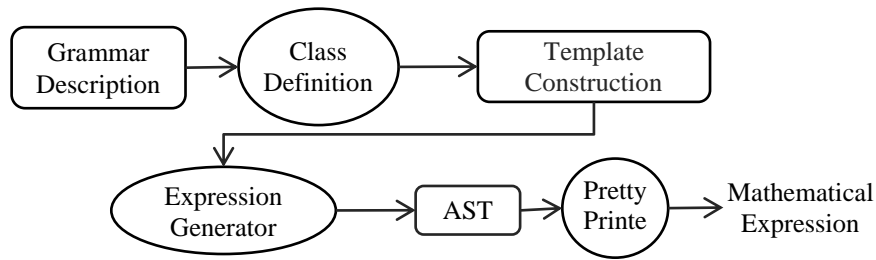 Grammar
Description
Class
Definition
Template
Construction
Expression
Generator
AST
Pretty
Printe
Mathematical
Expression